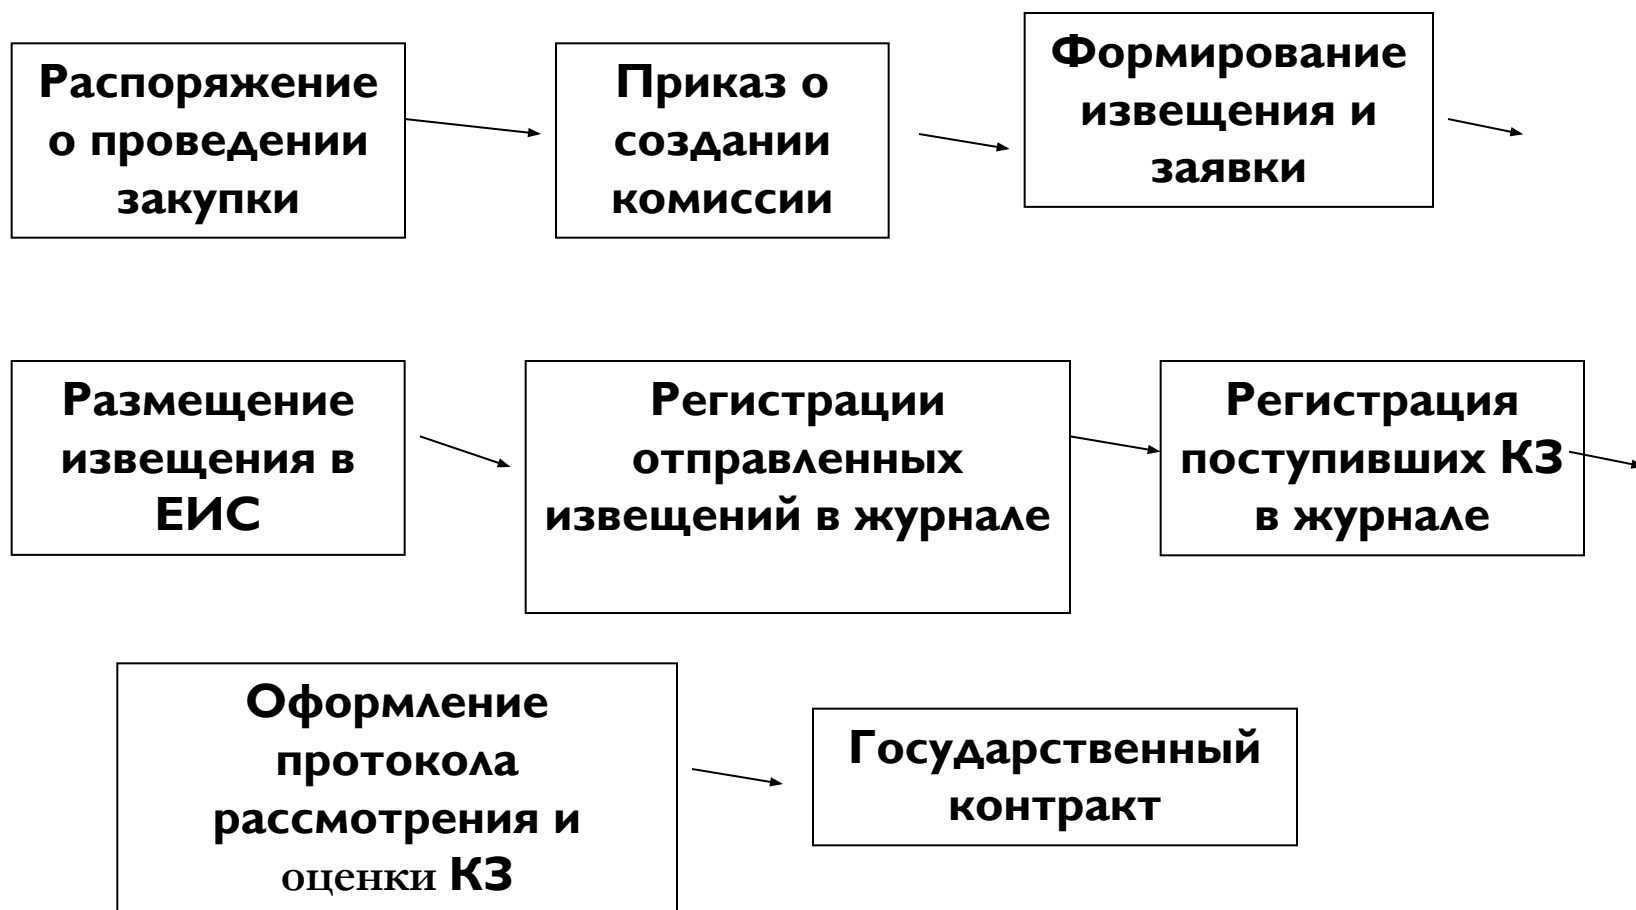 Распоряжение
о проведении
закупки
Приказ о
создании
комиссии
Формирование
извещения и
заявки
Размещение
извещения в
ЕИС
Регистрации
отправленных
извещений в журнале
Регистрация
поступивших КЗ
в журнале
Оформление
протокола
рассмотрения и
оценки КЗ
Государственный
контракт